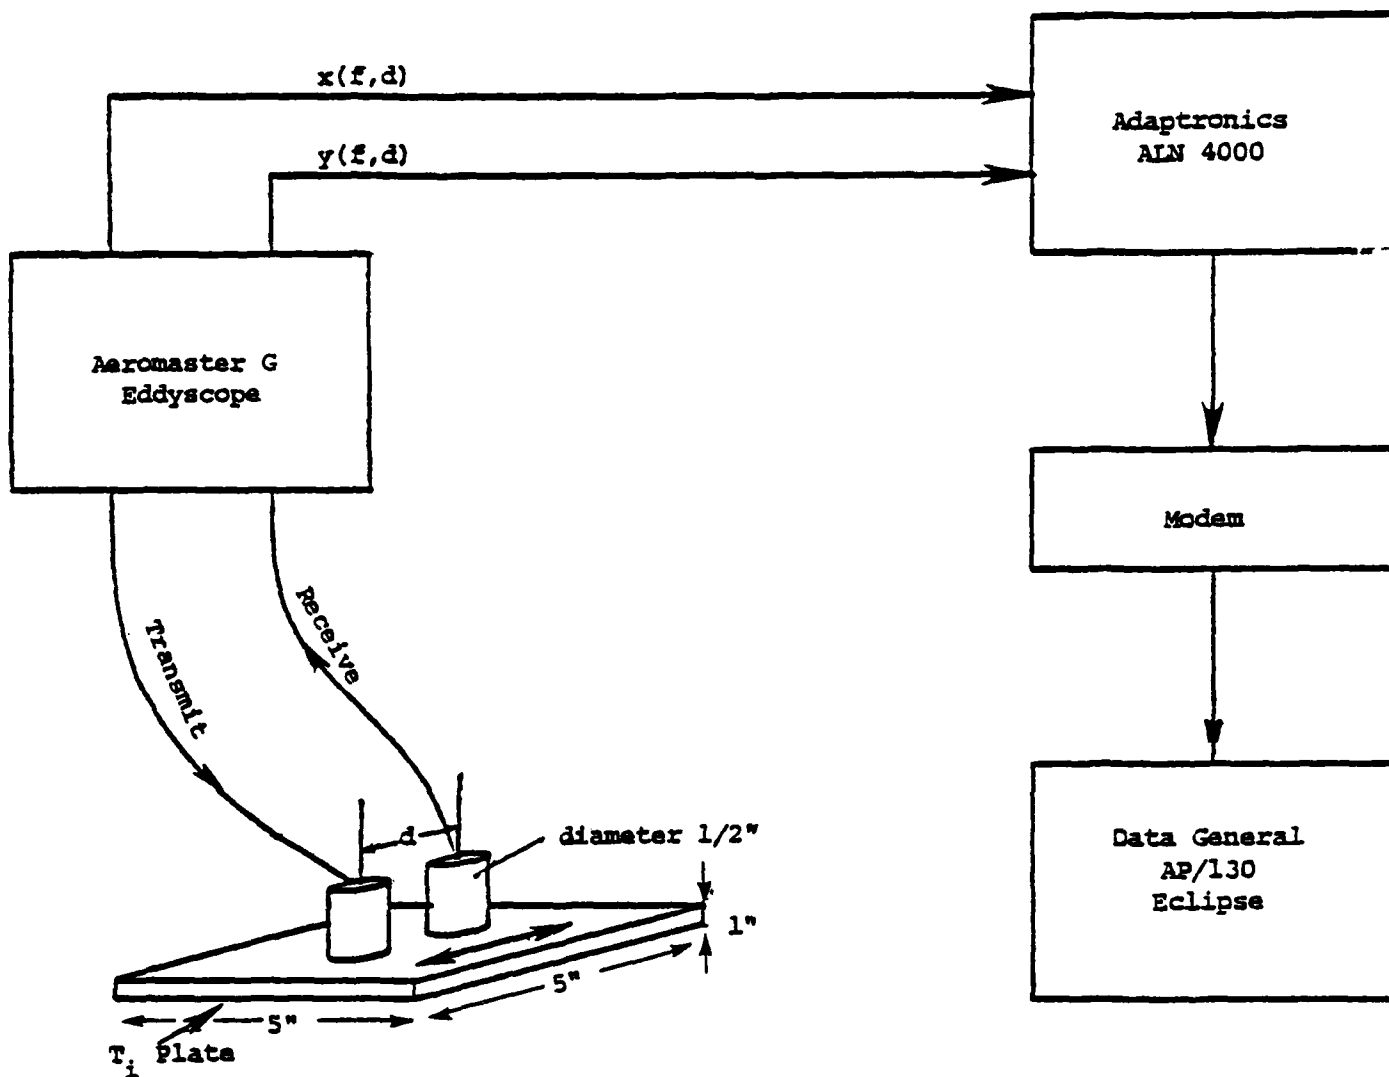 x(f,d)
y(f,d)
Adaptronics
ALN 4000
Aeromaster G
Eddyscope
Modem
Transmit
Receive
d
diameter 1/2"
Data General
AP/130
Eclipse
1"
5"
5"
Ti Plate